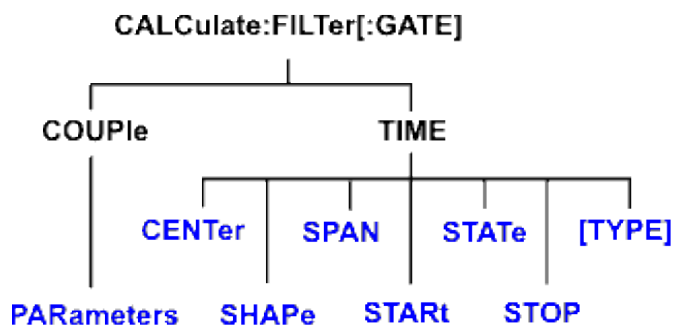 CALCulate:FILTer[:GATE]
COUPle TIME
CENTer SPAN STATe [TYPE]
PARameters SHAPe STARt STOP